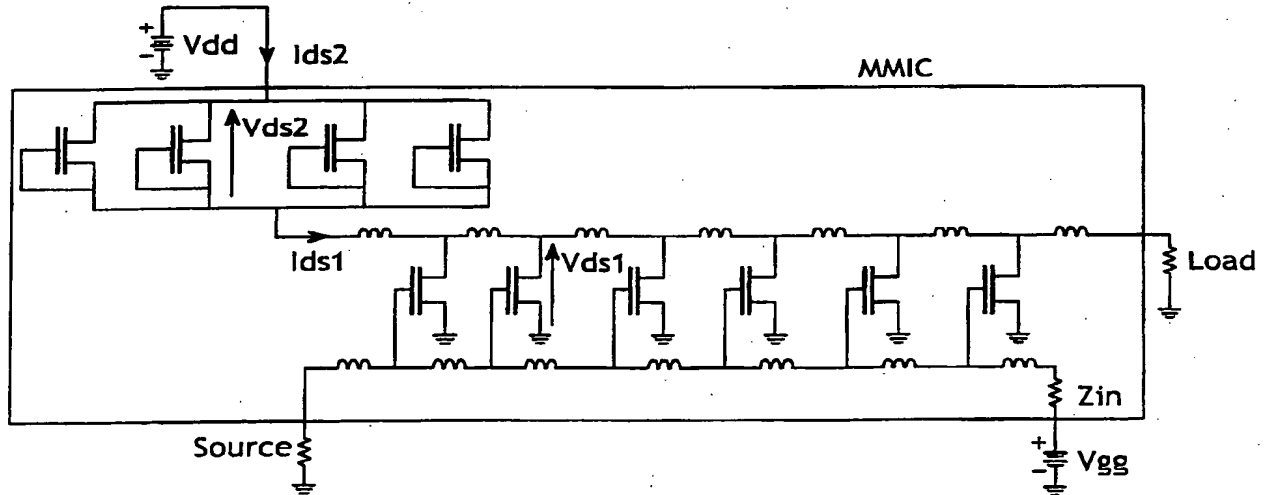 +
-
Vdd
Ids2
MMIC
Vds2
Ids1
Vds1
Load
Zin
Source
+
-
Vgg